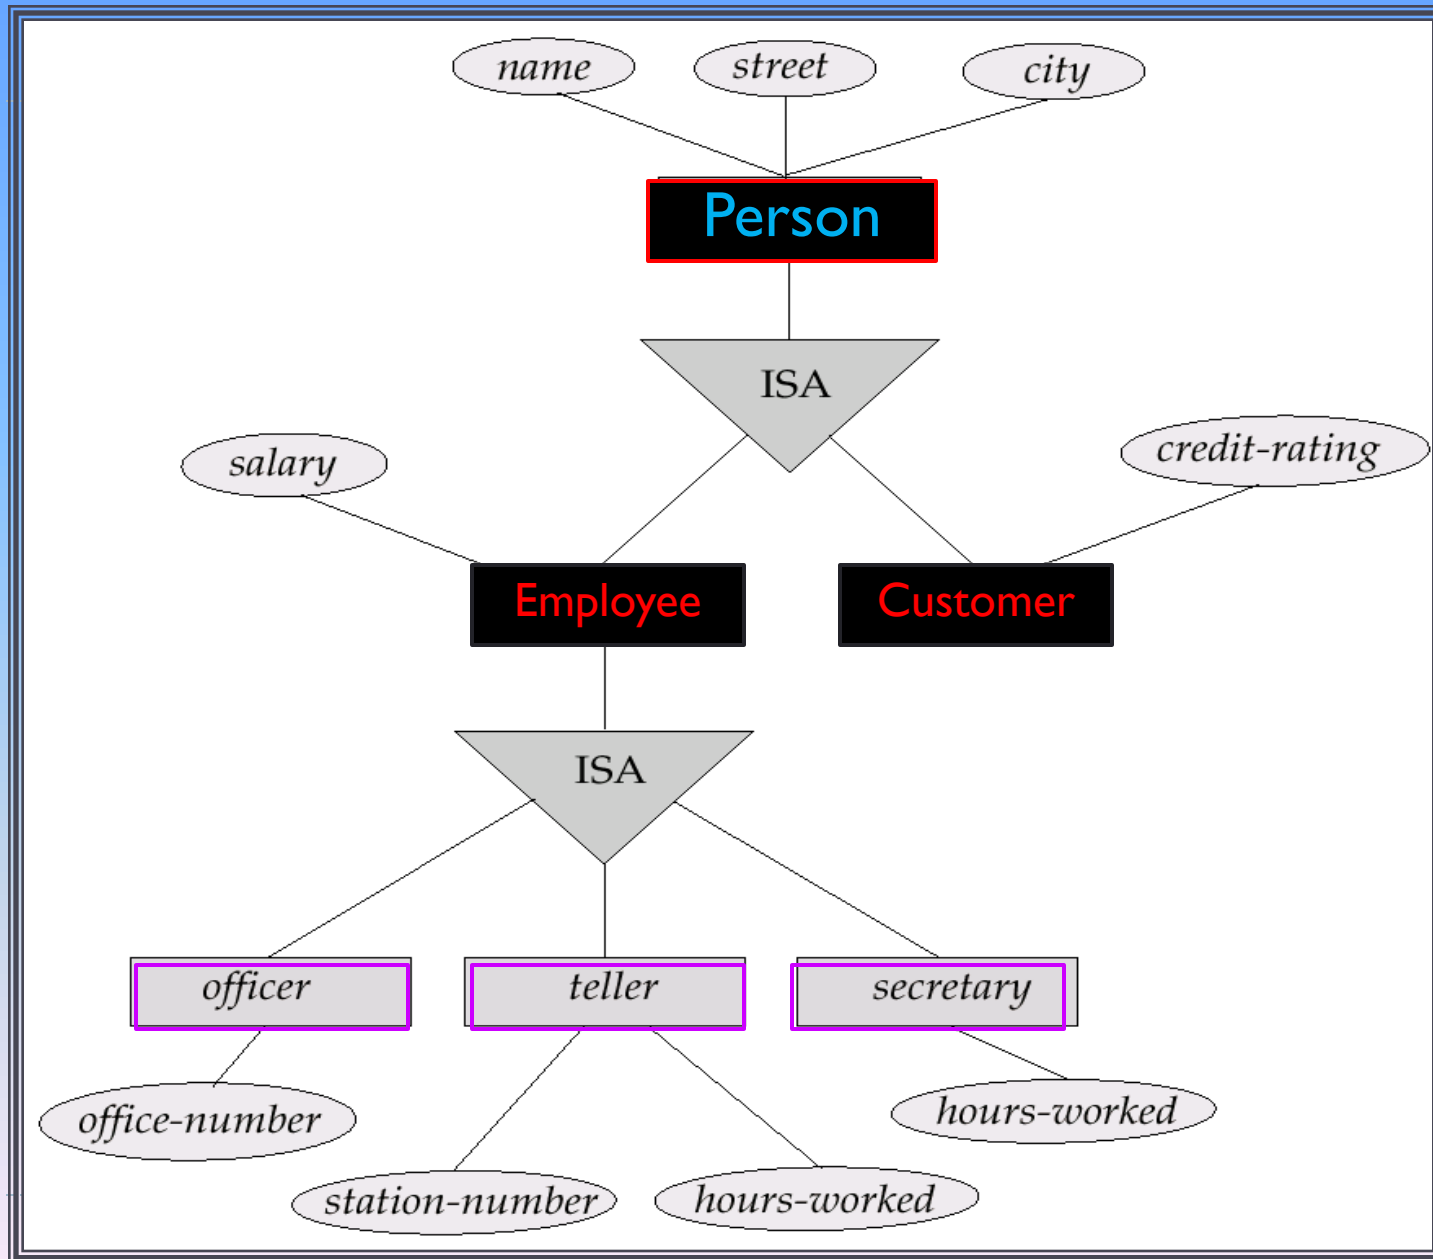 name
street
city
Person
ISA
salary
credit-rating
Employee
Customer
ISA
officer
teller
secretary
office-number
hours-worked
station-number
hours-worked